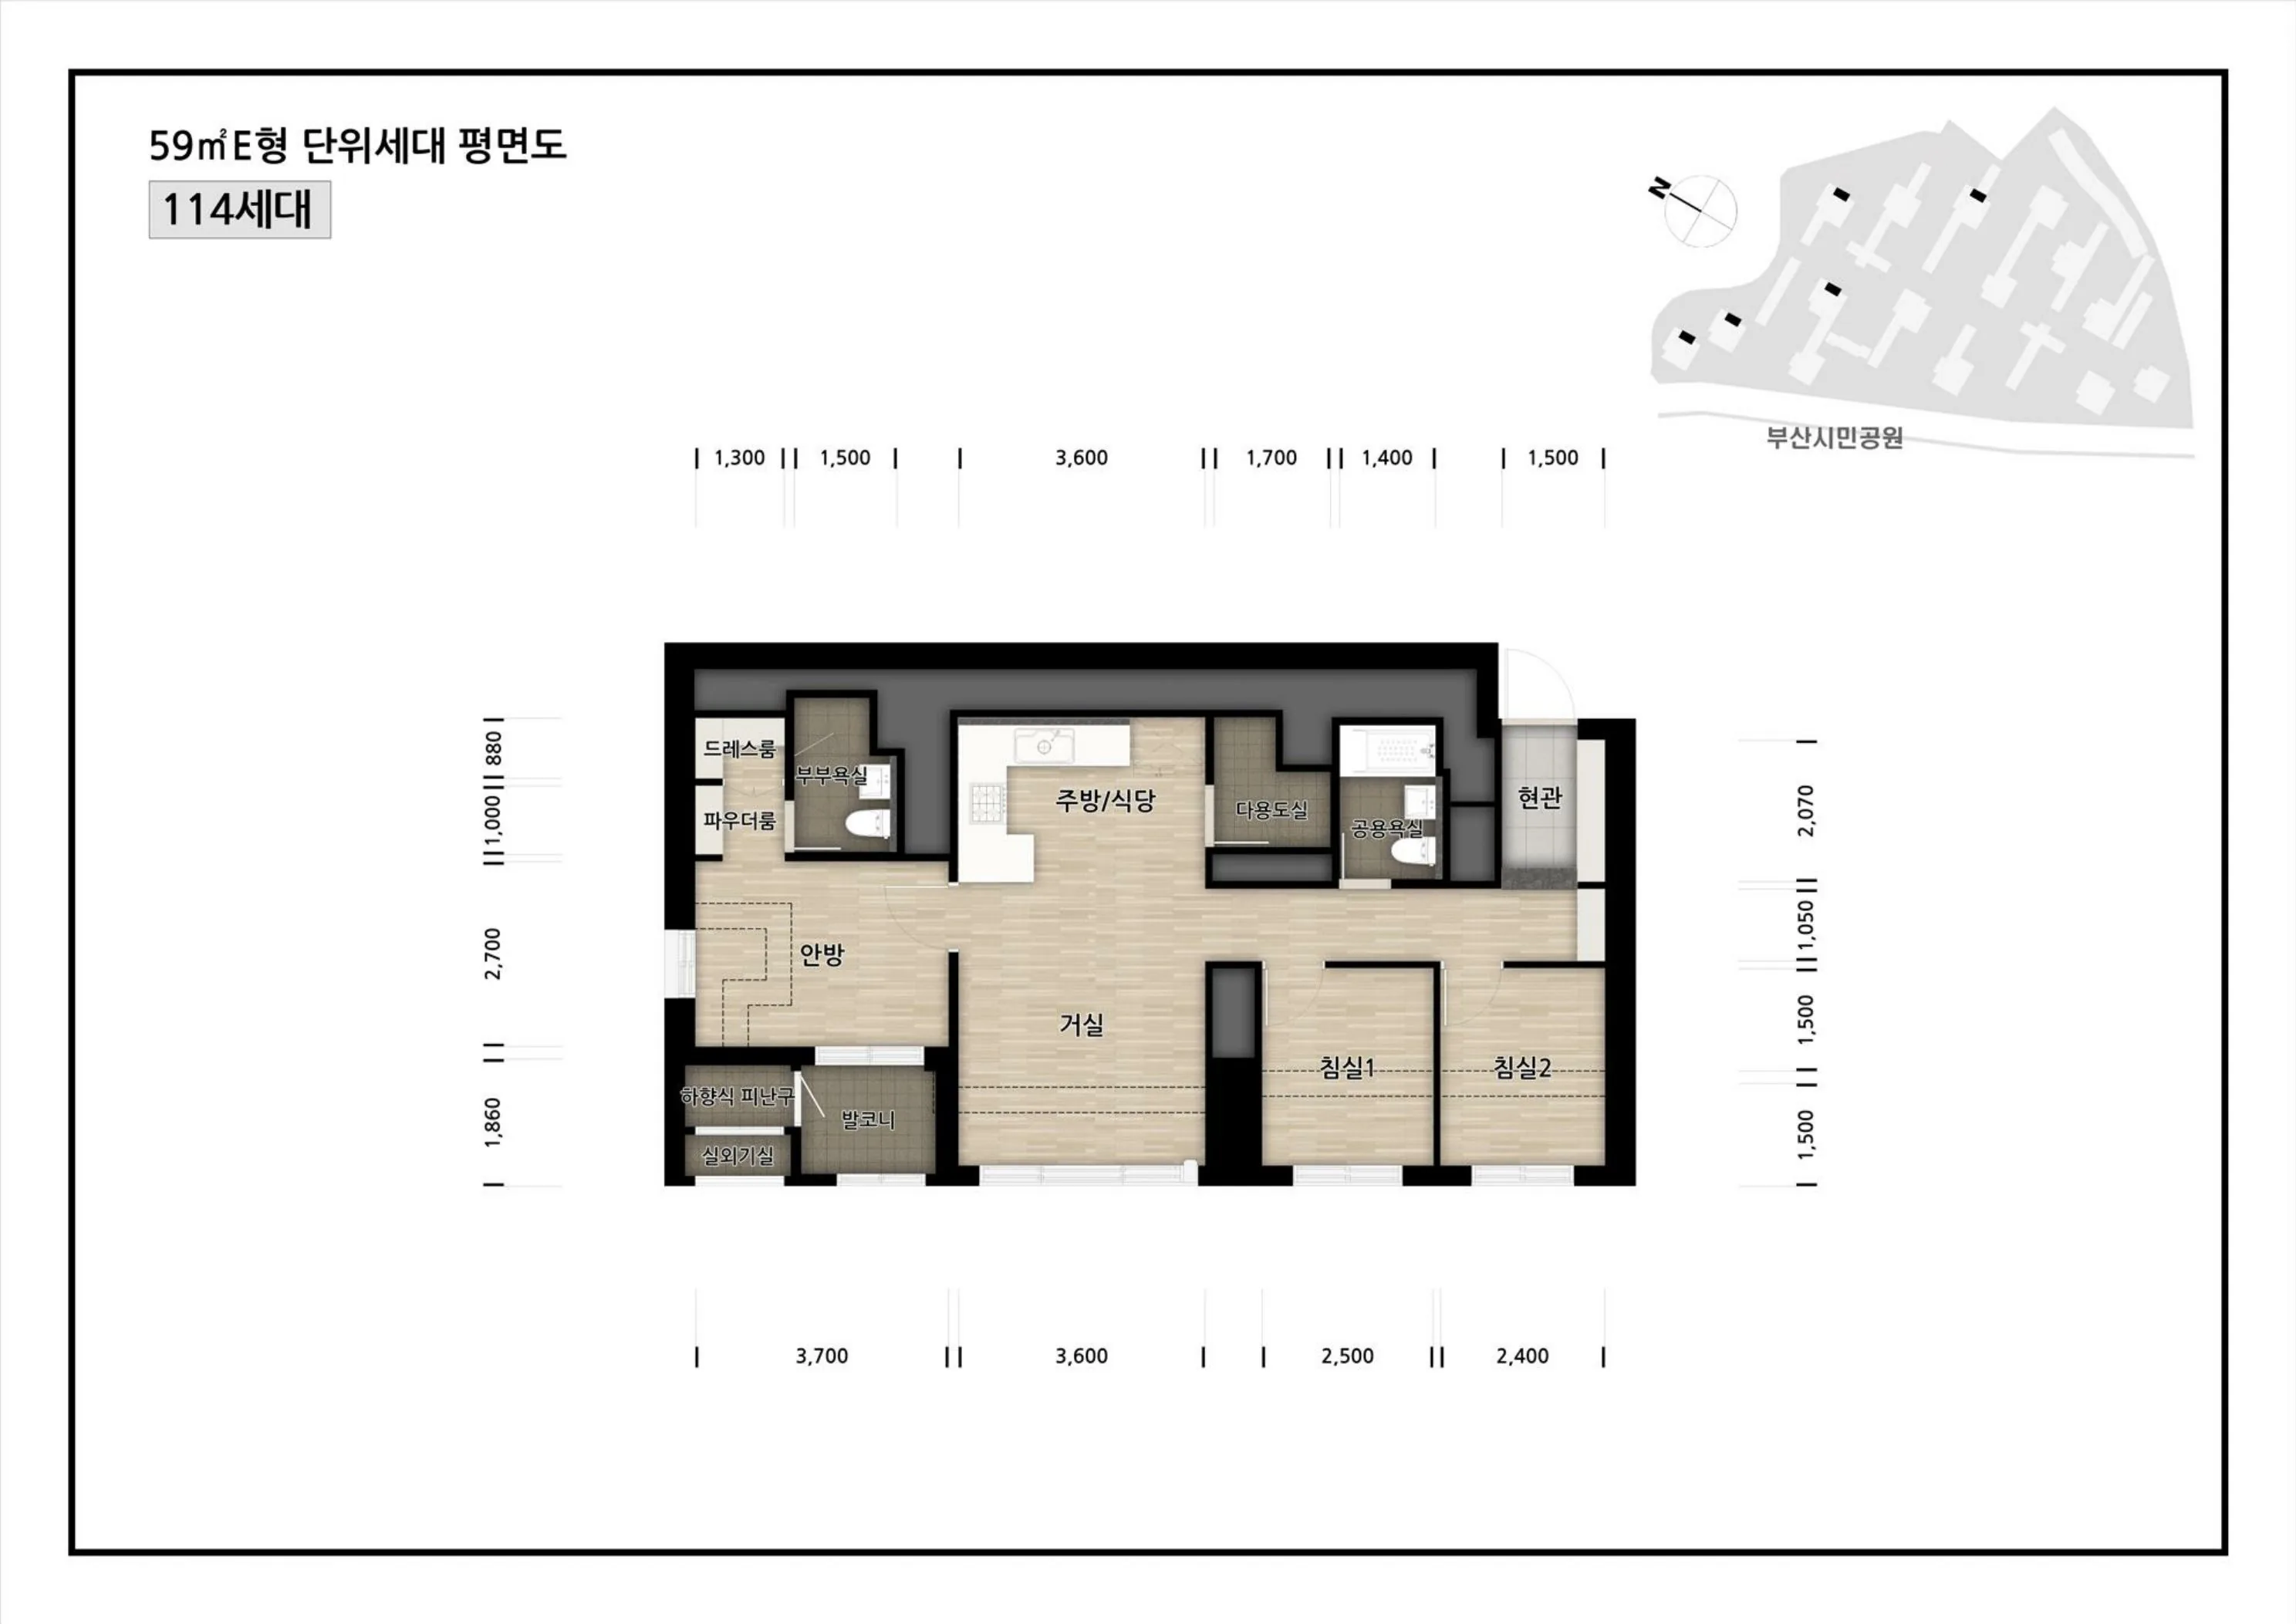 59㎡E형 단위세대 평면도
114세대
N
부산시민공원
1,300 1,500 3,600 1,700 1,400 1,500
880
1,000
2,700
1,860
드레스룸
부부욕실
파우더룸
주방/식당
다용도실
공용욕실
현관
안방
거실
침실1
침실2
하향식 피난구
발코니
실외기실
2,070
1,050
1,500
1,500
3,700 3,600 2,500 2,400